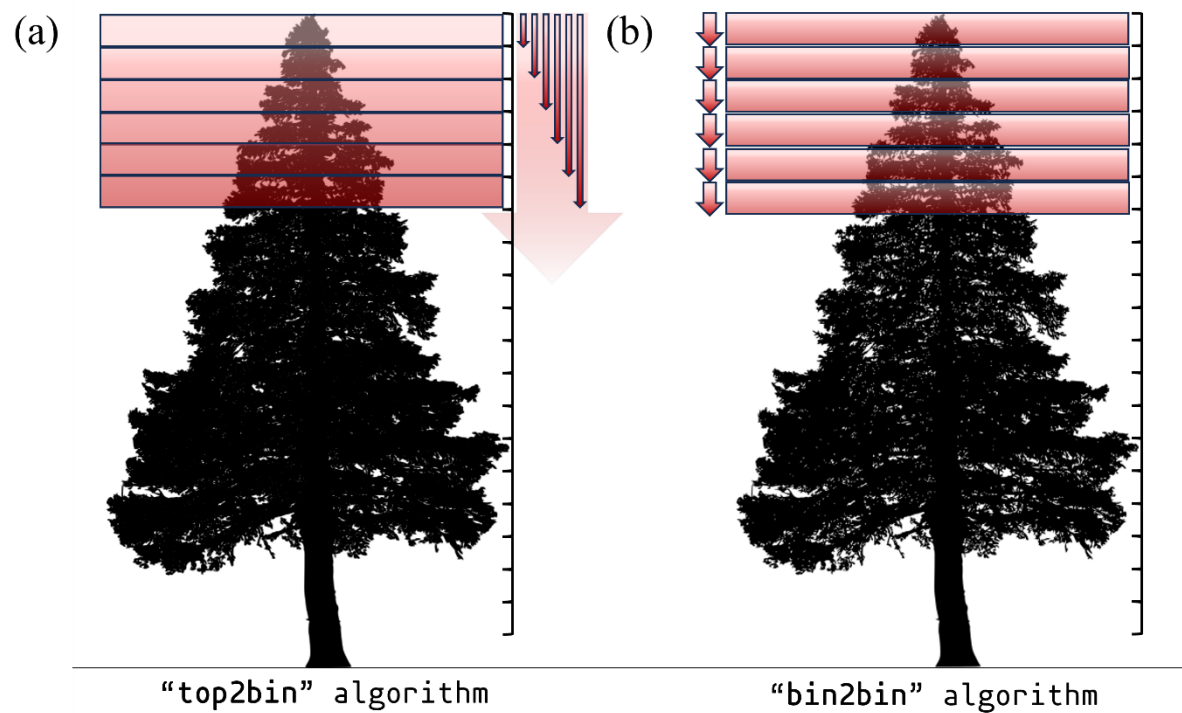 (a)
(b)
“top2bin” algorithm
“bin2bin” algorithm